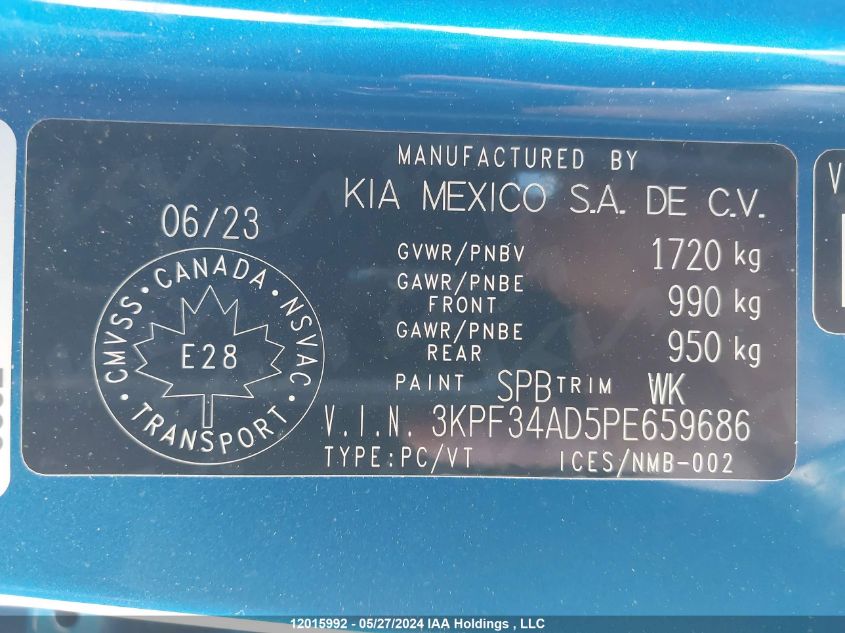 MANUFACTURED BY
KIA MEXICO S.A. DE C.V.
06/23
GVWR/PNBV 1720 kg
GAWR/PNBE FRONT 990 kg
GAWR/PNBE REAR 950 kg
PAINT SPB TRIM WK
V.I.N. 3KPF34AD5PE659686
TYPE:PC/VT ICES/NMB-002
CMVSS • CANADA • NSVAC • TRANSPORT •
E28
V
12015992 - 05/27/2024 IAA Holdings , LLC